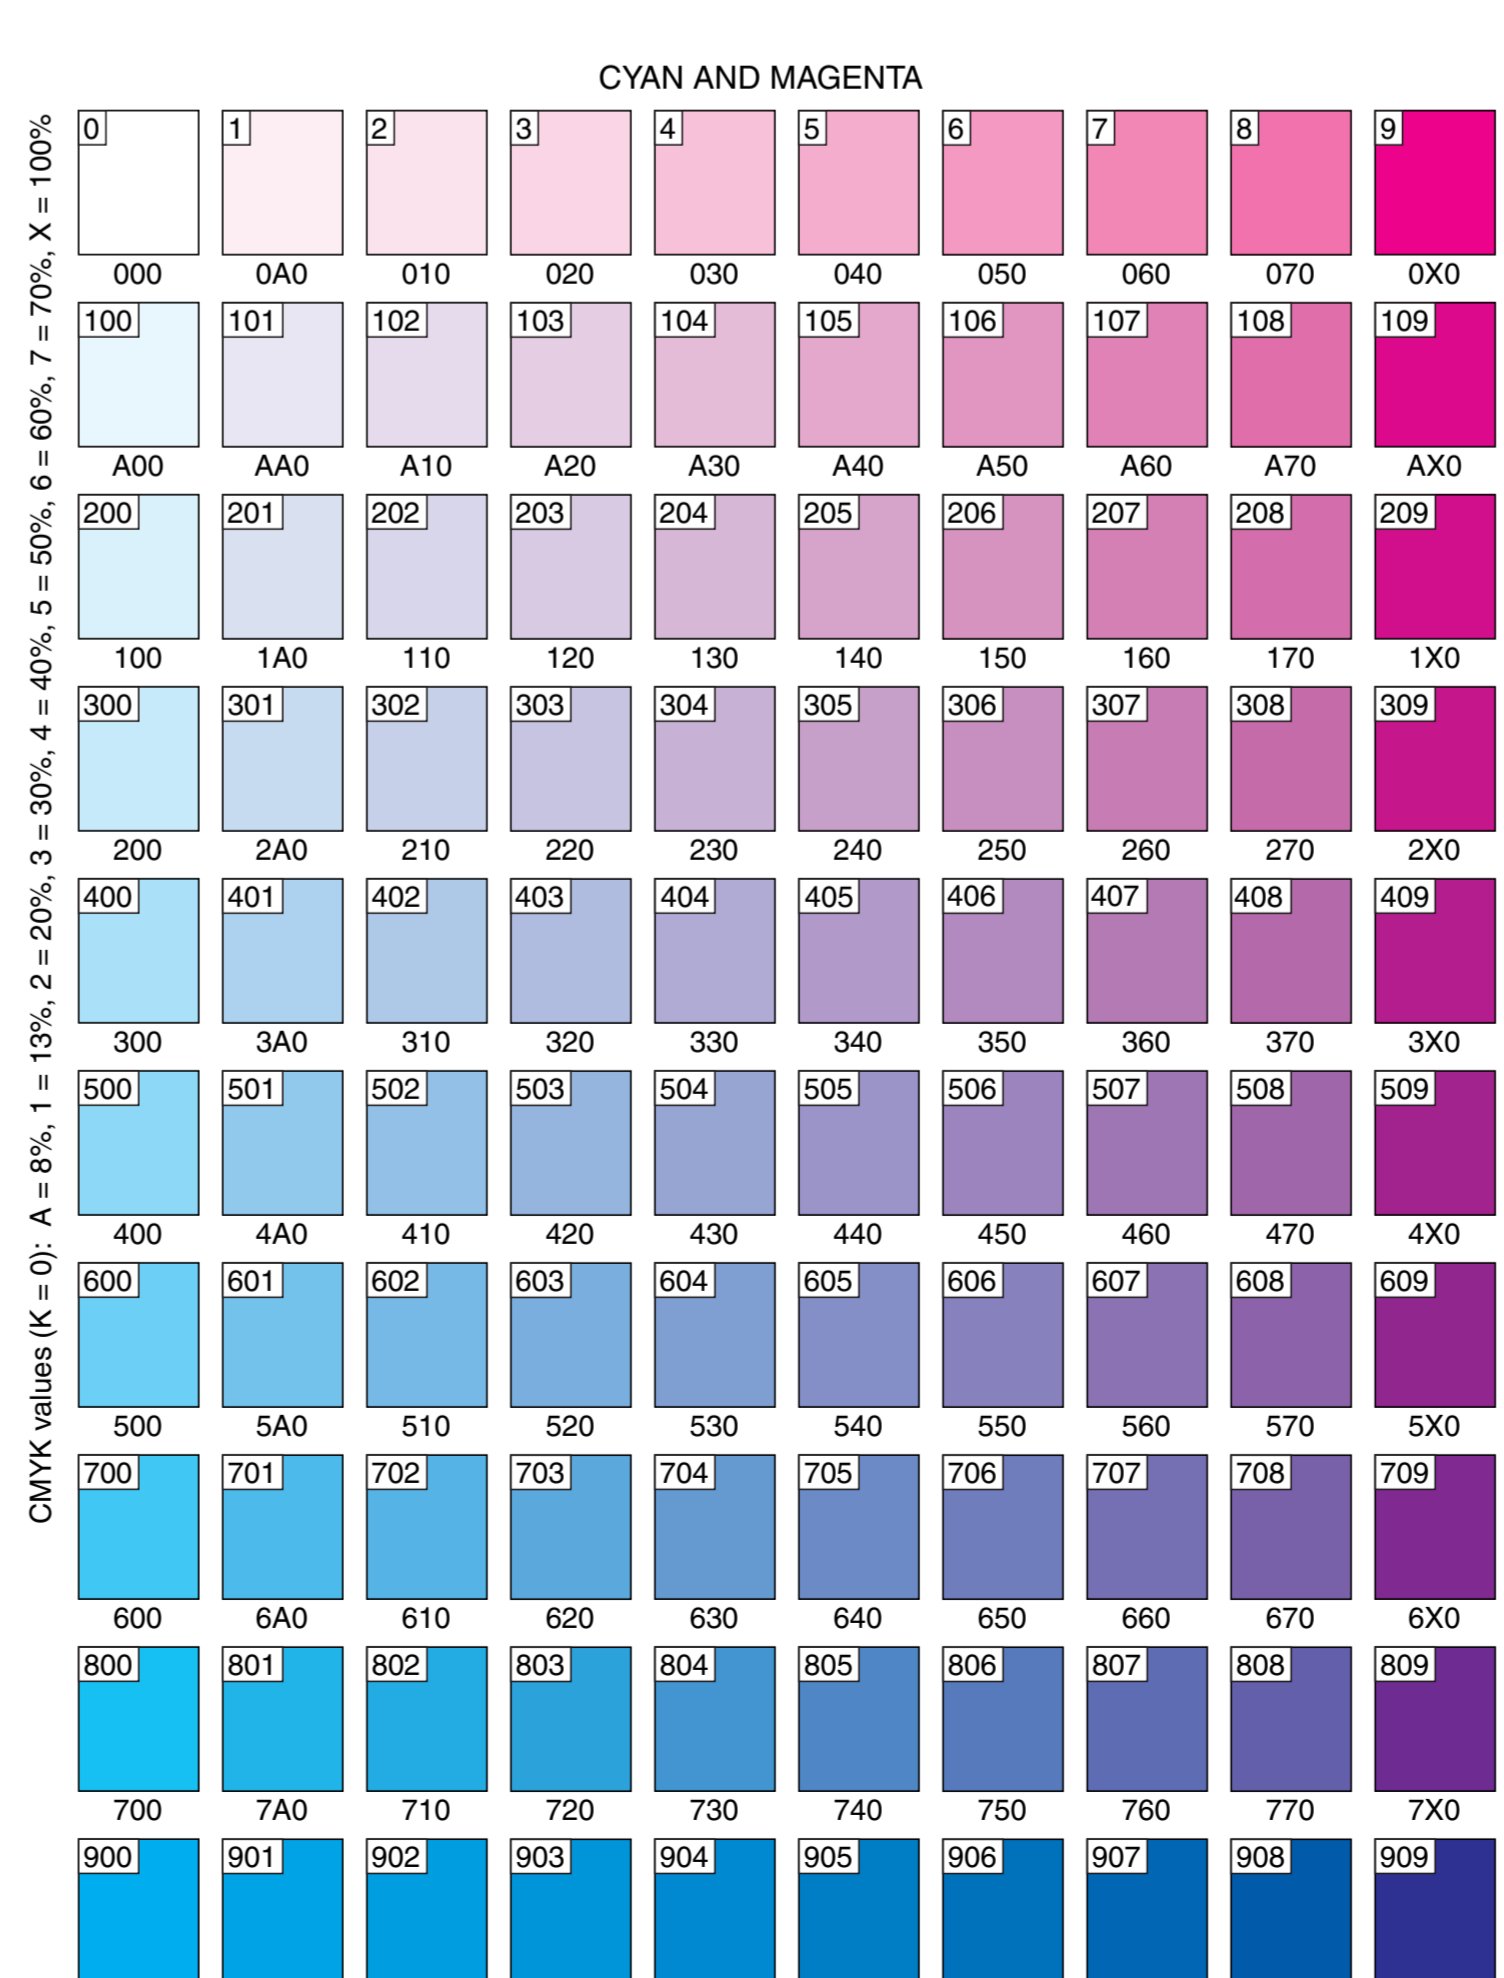 CYAN AND MAGENTA
CMYK values (K = 0): A = 8%, 1 = 13%, 2 = 20%, 3 = 30%, 4 = 40%, 5 = 50%, 6 = 60%, 7 = 70%, X = 100%
0 1 2 3 4 5 6 7 8 9
000 0A0 010 020 030 040 050 060 070 0X0
100 101 102 103 104 105 106 107 108 109
A00 AA0 A10 A20 A30 A40 A50 A60 A70 AX0
200 201 202 203 204 205 206 207 208 209
100 1A0 110 120 130 140 150 160 170 1X0
300 301 302 303 304 305 306 307 308 309
200 2A0 210 220 230 240 250 260 270 2X0
400 401 402 403 404 405 406 407 408 409
300 3A0 310 320 330 340 350 360 370 3X0
500 501 502 503 504 505 506 507 508 509
400 4A0 410 420 430 440 450 460 470 4X0
600 601 602 603 604 605 606 607 608 609
500 5A0 510 520 530 540 550 560 570 5X0
700 701 702 703 704 705 706 707 708 709
600 6A0 610 620 630 640 650 660 670 6X0
800 801 802 803 804 805 806 807 808 809
700 7A0 710 720 730 740 750 760 770 7X0
900 901 902 903 904 905 906 907 908 909